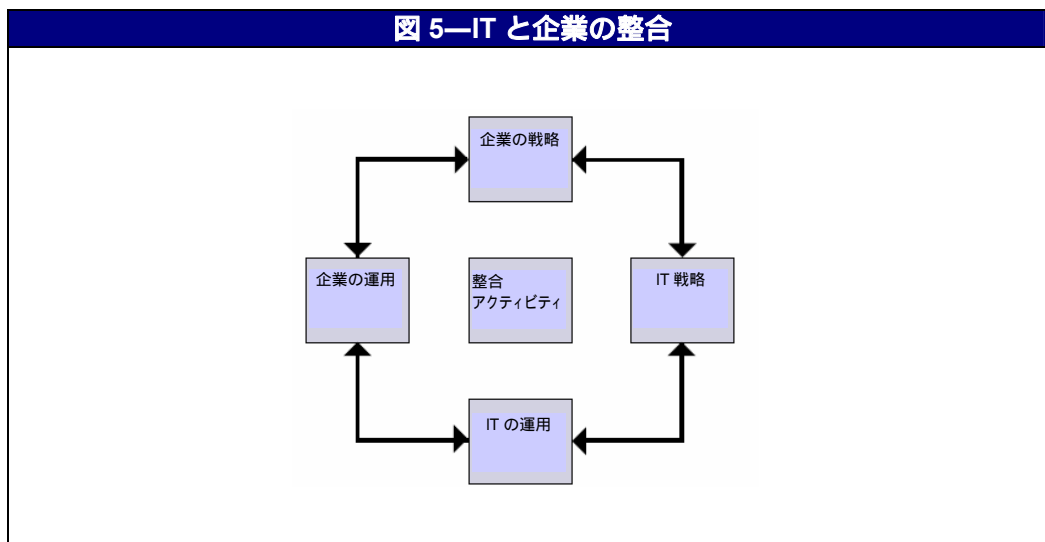 図 5—IT と企業の整合
企業の戦略
企業の運用
整合
アクティビティ
IT 戦略
IT の運用